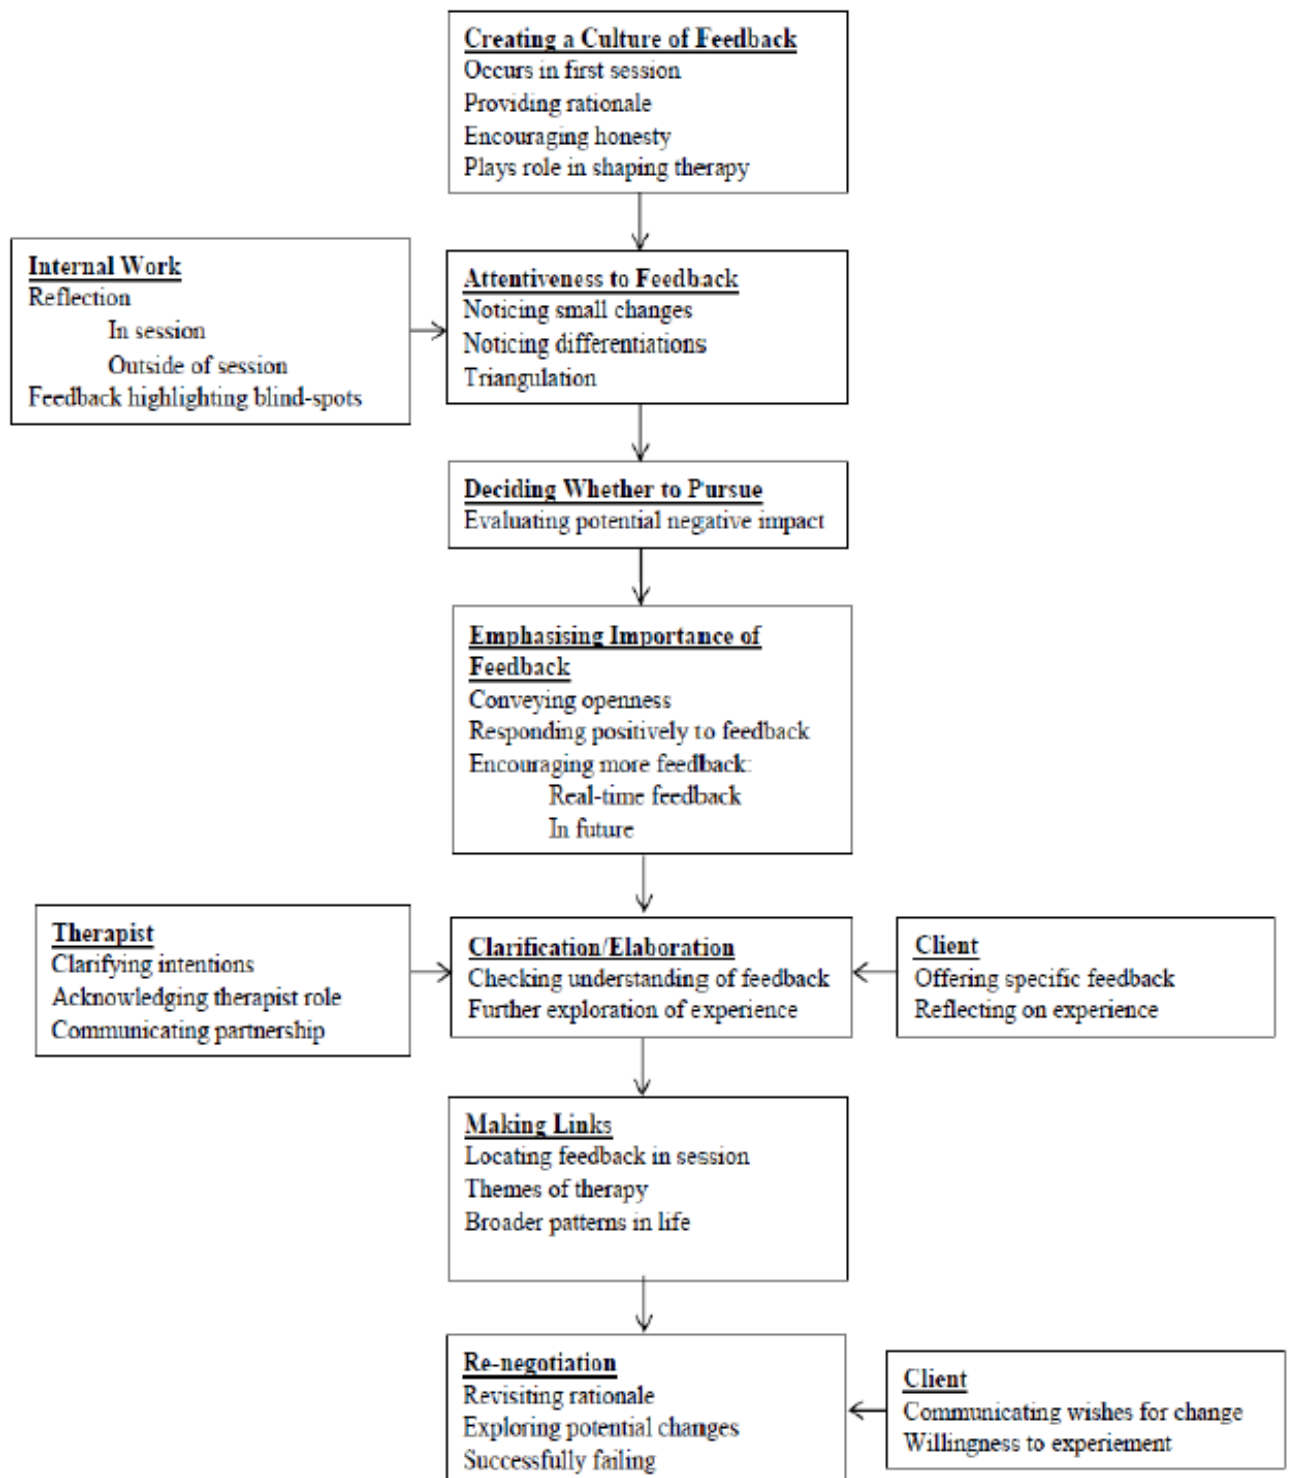 Creating a Culture of Feedback
Occurs in first session
Providing rationale
Encouraging honesty
Plays role in shaping therapy
Internal Work
Reflection
In session
Outside of session
Feedback highlighting blind-spots
Attentiveness to Feedback
Noticing small changes
Noticing differentiations
Triangulation
Deciding Whether to Pursue
Evaluating potential negative impact
Emphasising Importance of
Feedback
Conveying openness
Responding positively to feedback
Encouraging more feedback:
Real-time feedback
In future
Therapist
Clarifying intentions
Acknowledging therapist role
Communicating partnership
Clarification/Elaboration
Checking understanding of feedback
Further exploration of experience
Client
Offering specific feedback
Reflecting on experience
Making Links
Locating feedback in session
Themes of therapy
Broader patterns in life
Re-negotiation
Revisiting rationale
Exploring potential changes
Successfully failing
Client
Communicating wishes for change
Willingness to experiement